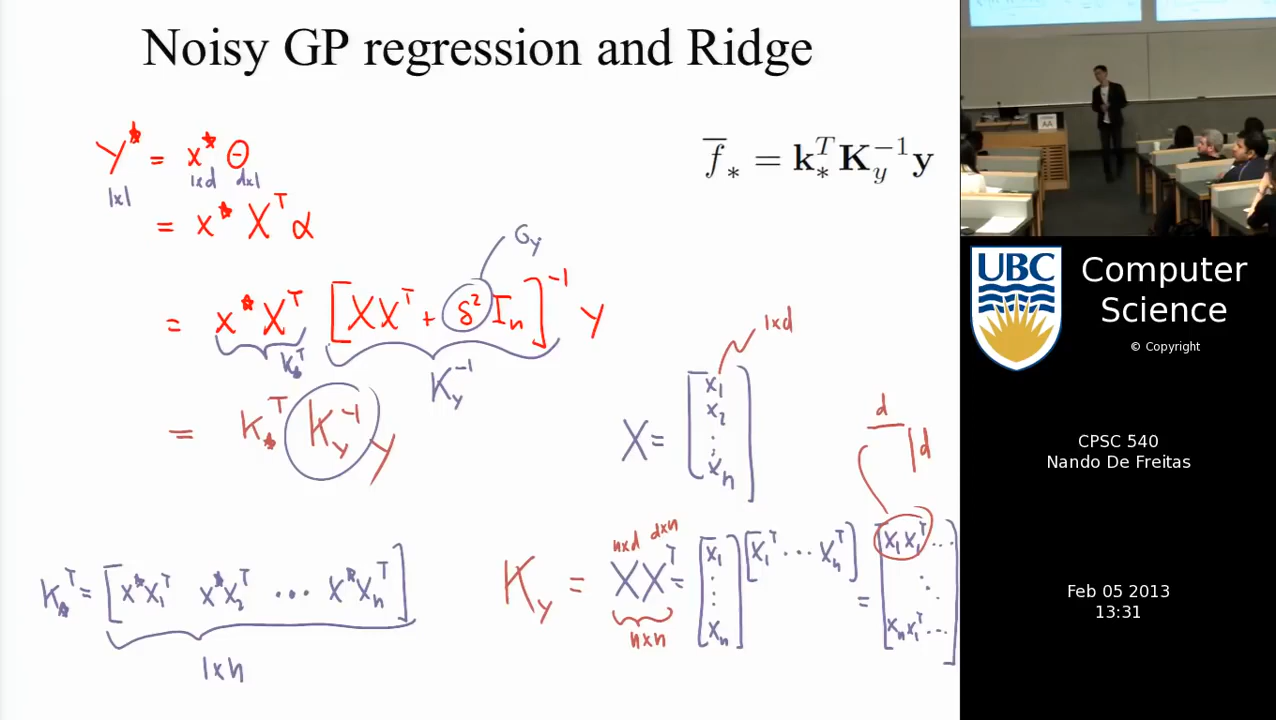 Noisy GP regression and Ridge
Y* = x* Θ
1x1 1xd dx1
= x* Xᵀ α
σy
= x* Xᵀ [XXᵀ + δ² Iₙ]⁻¹ Y
K*ᵀ
Ky⁻¹
= K*ᵀ Ky⁻¹ Y
K*ᵀ = [x*x₁ᵀ x*x₂ᵀ ... x*xₙᵀ]
1xn
f̅* = k*ᵀ Ky⁻¹ y
1xd
X = [x₁ x₂ : xₙ]
d
d
nxd dxn
Ky = XXᵀ = [x₁ : : xₙ] [x₁ᵀ ... xₙᵀ] = [x₁x₁ᵀ ... xₙx₁ᵀ ...]
nxn
AA
UBC
Computer
Science
© Copyright
CPSC 540
Nando De Freitas
Feb 05 2013
13:31